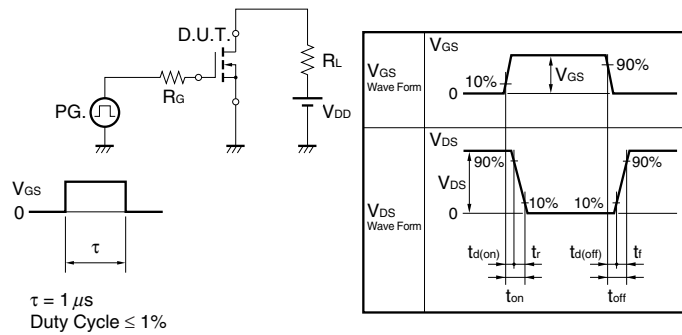 D.U.T.
RL
RG
PG.
VDD
VGS
0
τ
τ = 1 μs
Duty Cycle ≤ 1%
VGS
Wave Form
VGS
10%
90%
VGS
0
VDS
Wave Form
VDS
90%
90%
VDS
10%
10%
0
td(on)
tr
td(off)
tf
ton
toff